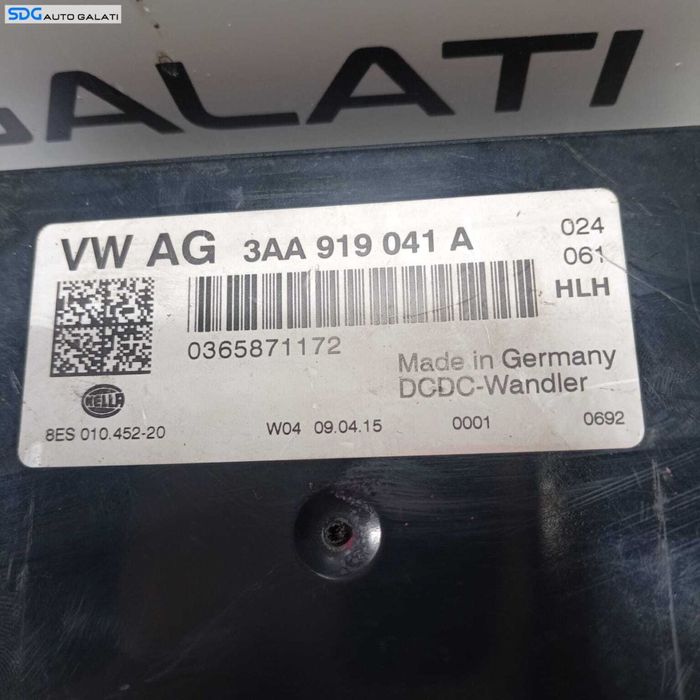 SDG AUTO GALATI
GALATI
VW AG 3AA 919 041 A
024
061
HLH
0365871172
Made in Germany
DCDC-Wandler
HELLA
8ES 010.452-20
W04 09.04.15 0001 0692